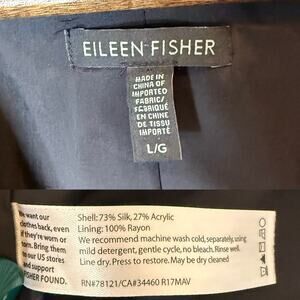 EILEEN FISHER
MADE IN
CHINA OF
IMPORTED
FABRIC/
FABRIQUÉ
EN CHINE
DE TISSU
IMPORTÉ
L/G
We want our
clothes back, even
if they're worn or
torn. Bring them
to our US stores
and support
FISHER FOUND.
Shell: 73% Silk, 27% Acrylic
Lining: 100% Rayon
We recommend machine wash cold, separately, using
mild detergent, gentle cycle, no bleach. Rinse well.
Line dry. Press to restore. May be dry cleaned
RN#78121/CA#34460 R17MAV